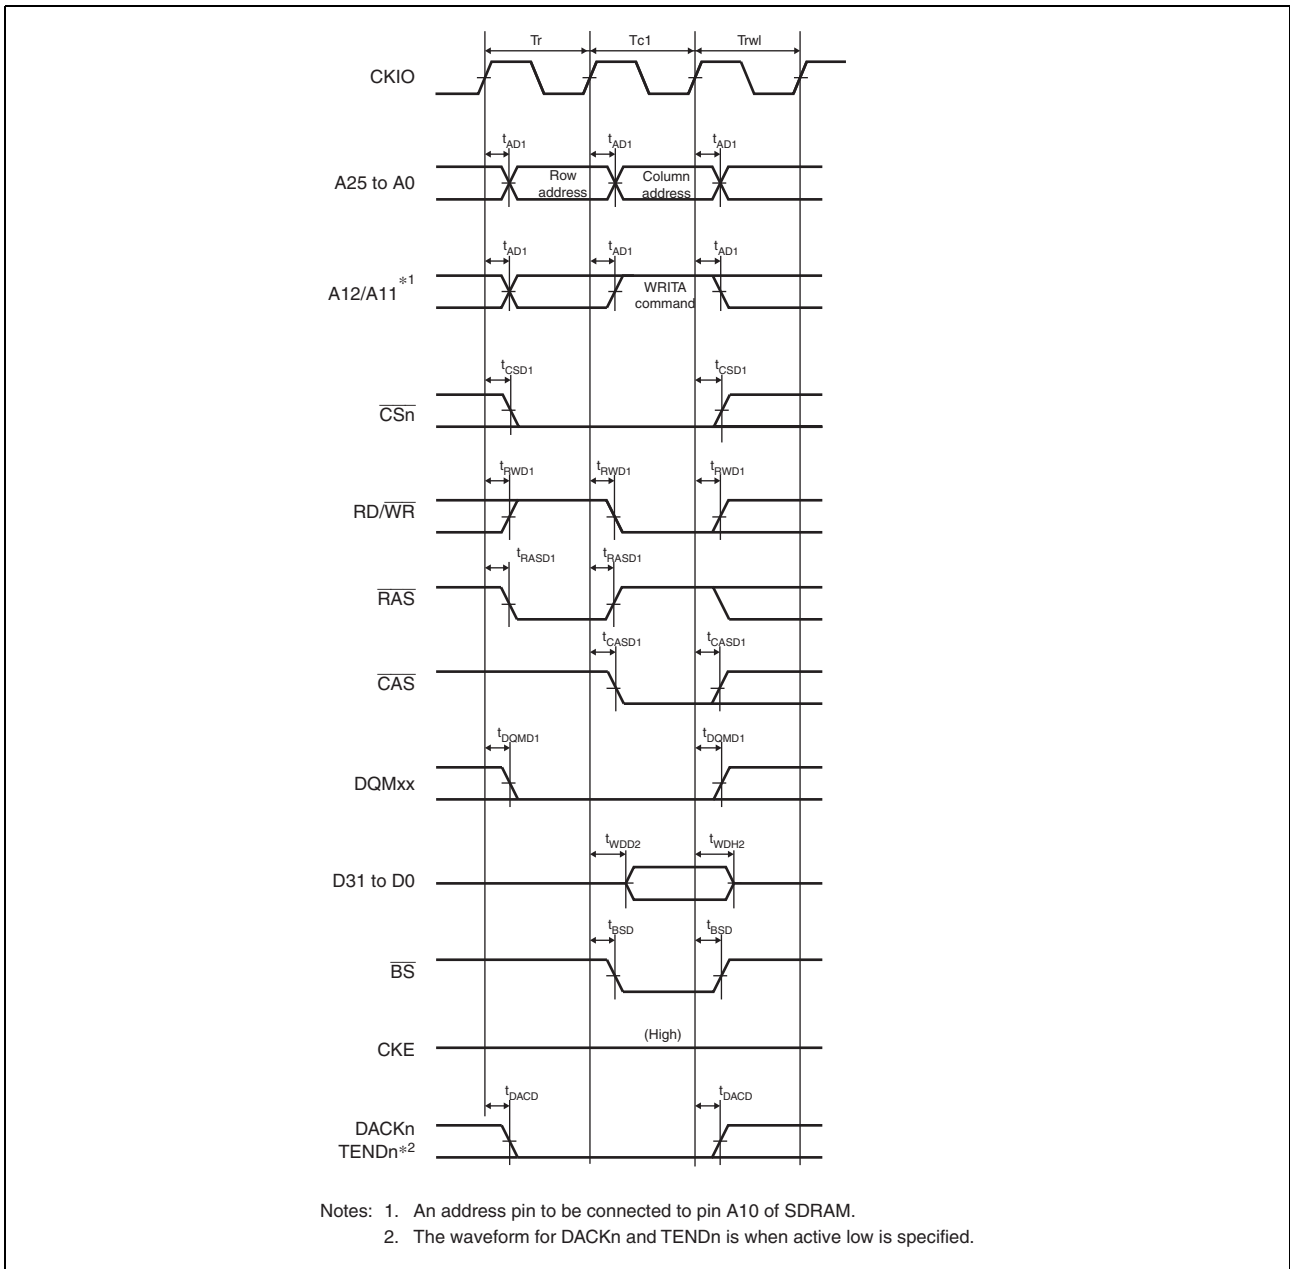 Tr Tc1 Trwl
CKIO
tAD1 tAD1 tAD1
A25 to A0
Row address
Column address
tAD1 tAD1 tAD1
A12/A11*1
WRITA command
tCSD1 tCSD1
CSn
tRWD1 tRWD1 tRWD1
RD/WR
tRASD1 tRASD1
RAS
tCASD1 tCASD1
CAS
tDQMD1 tDQMD1
DQMxx
tWDD2 tWDH2
D31 to D0
tBSD tBSD
BS
(High)
CKE
tDACD tDACD
DACKn
TENDn*2
Notes: 1. An address pin to be connected to pin A10 of SDRAM.
2. The waveform for DACKn and TENDn is when active low is specified.